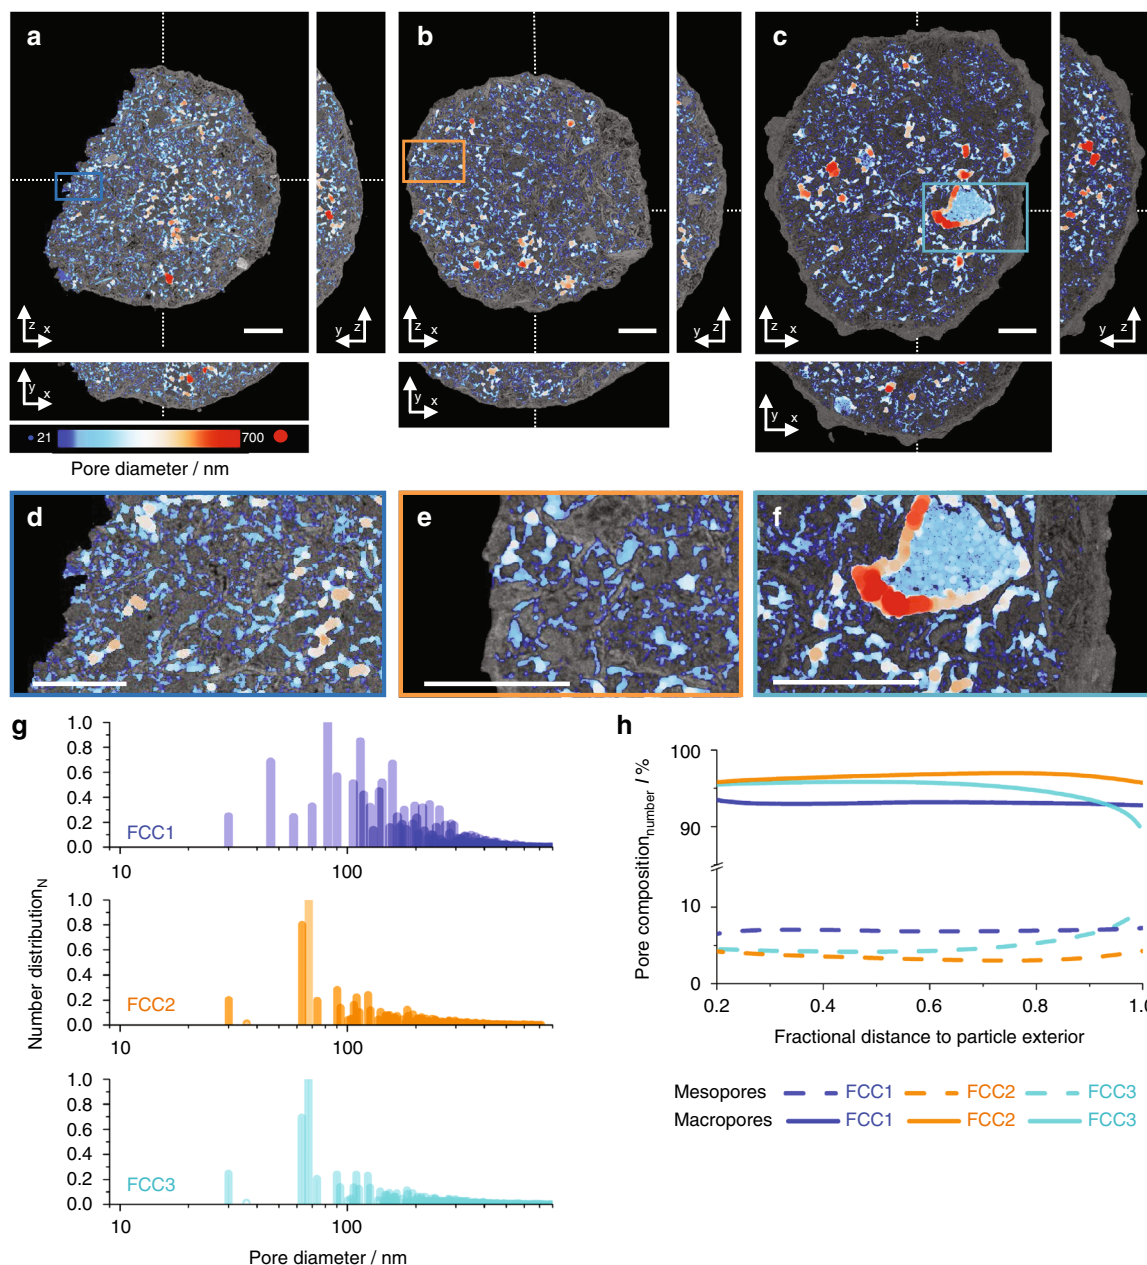 a
b
c
z x
y z
z x
y z
z x
y z
y x
y x
y x
21 700
Pore diameter / nm
d
e
f
g
h
1.0
0.8
0.6
0.4
0.2
0.0
FCC1
10 100
1.0
0.8
0.6
0.4
0.2
0.0
FCC2
10 100
1.0
0.8
0.6
0.4
0.2
0.0
FCC3
10 100
Number distributionN
Pore diameter / nm
100
90
10
0
0.2 0.4 0.6 0.8 1.0
Pore compositionnumber / %
Fractional distance to particle exterior
Mesopores FCC1 FCC2 FCC3
Macropores FCC1 FCC2 FCC3